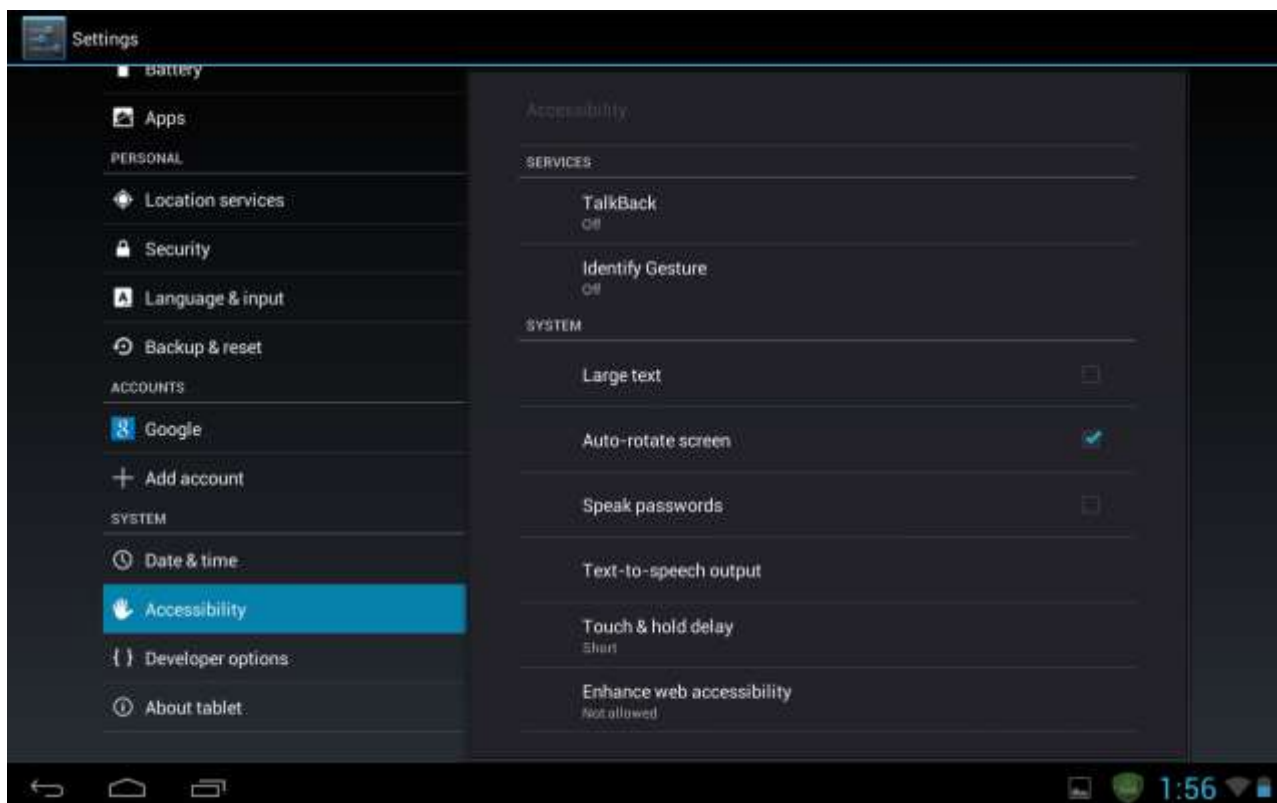 Settings
Battery
Apps
PERSONAL
Location services
Security
Language & input
Backup & reset
ACCOUNTS
Google
Add account
SYSTEM
Date & time
Accessibility
Developer options
About tablet
Accessibility
SERVICES
TalkBack
Off
Identify Gesture
Off
SYSTEM
Large text
Auto-rotate screen
Speak passwords
Text-to-speech output
Touch & hold delay
Short
Enhance web accessibility
Not allowed
1:56